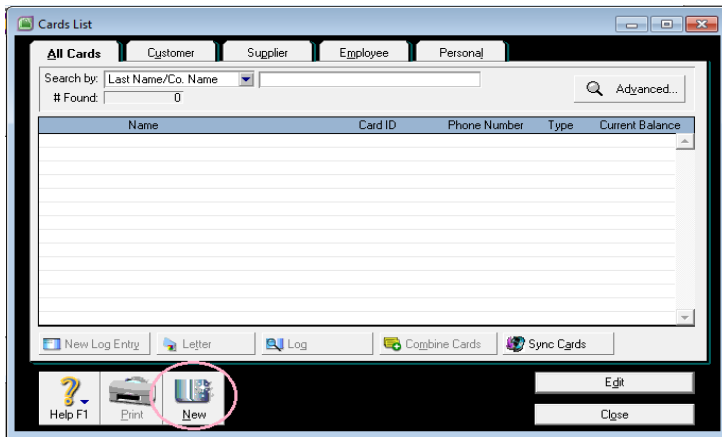 Cards List
All Cards Customer Supplier Employee Personal
Search by: Last Name/Co. Name
Advanced...
# Found: 0
Name Card ID Phone Number Type Current Balance
New Log Entry Letter Log Combine Cards Sync Cards
Edit
Help F1 Print New
Close